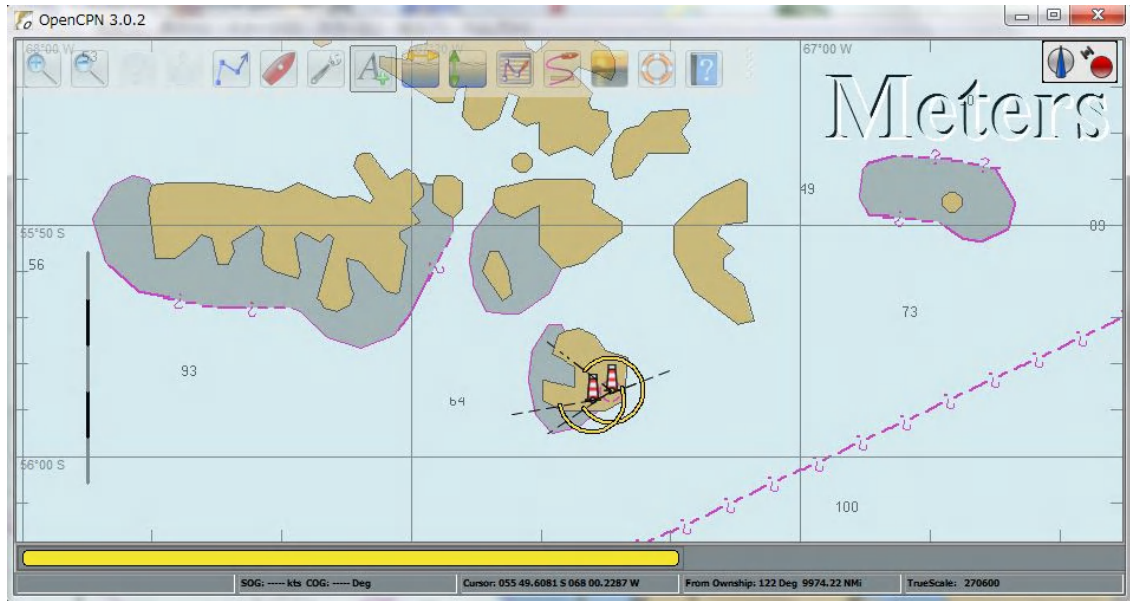 OpenCPN 3.0.2
68°00 W
67°00 W
53
Meters
49
55°50 S
89
56
73
93
64
56°00 S
100
SOG: ----- kts COG: ----- Deg
Cursor: 055 49.6081 S 068 00.2287 W
From Ownship: 122 Deg 9974.22 NMi
TrueScale: 270600